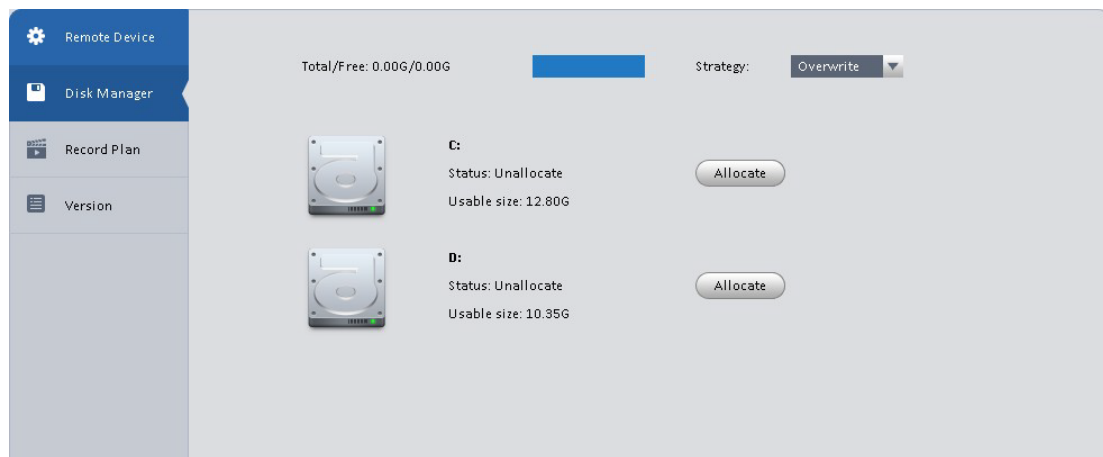 Remote Device
Disk Manager
Record Plan
Version
Total/Free: 0.00G/0.00G
Strategy: Overwrite
C:
Status: Unallocate
Allocate
Usable size: 12.80G
D:
Status: Unallocate
Allocate
Usable size: 10.35G